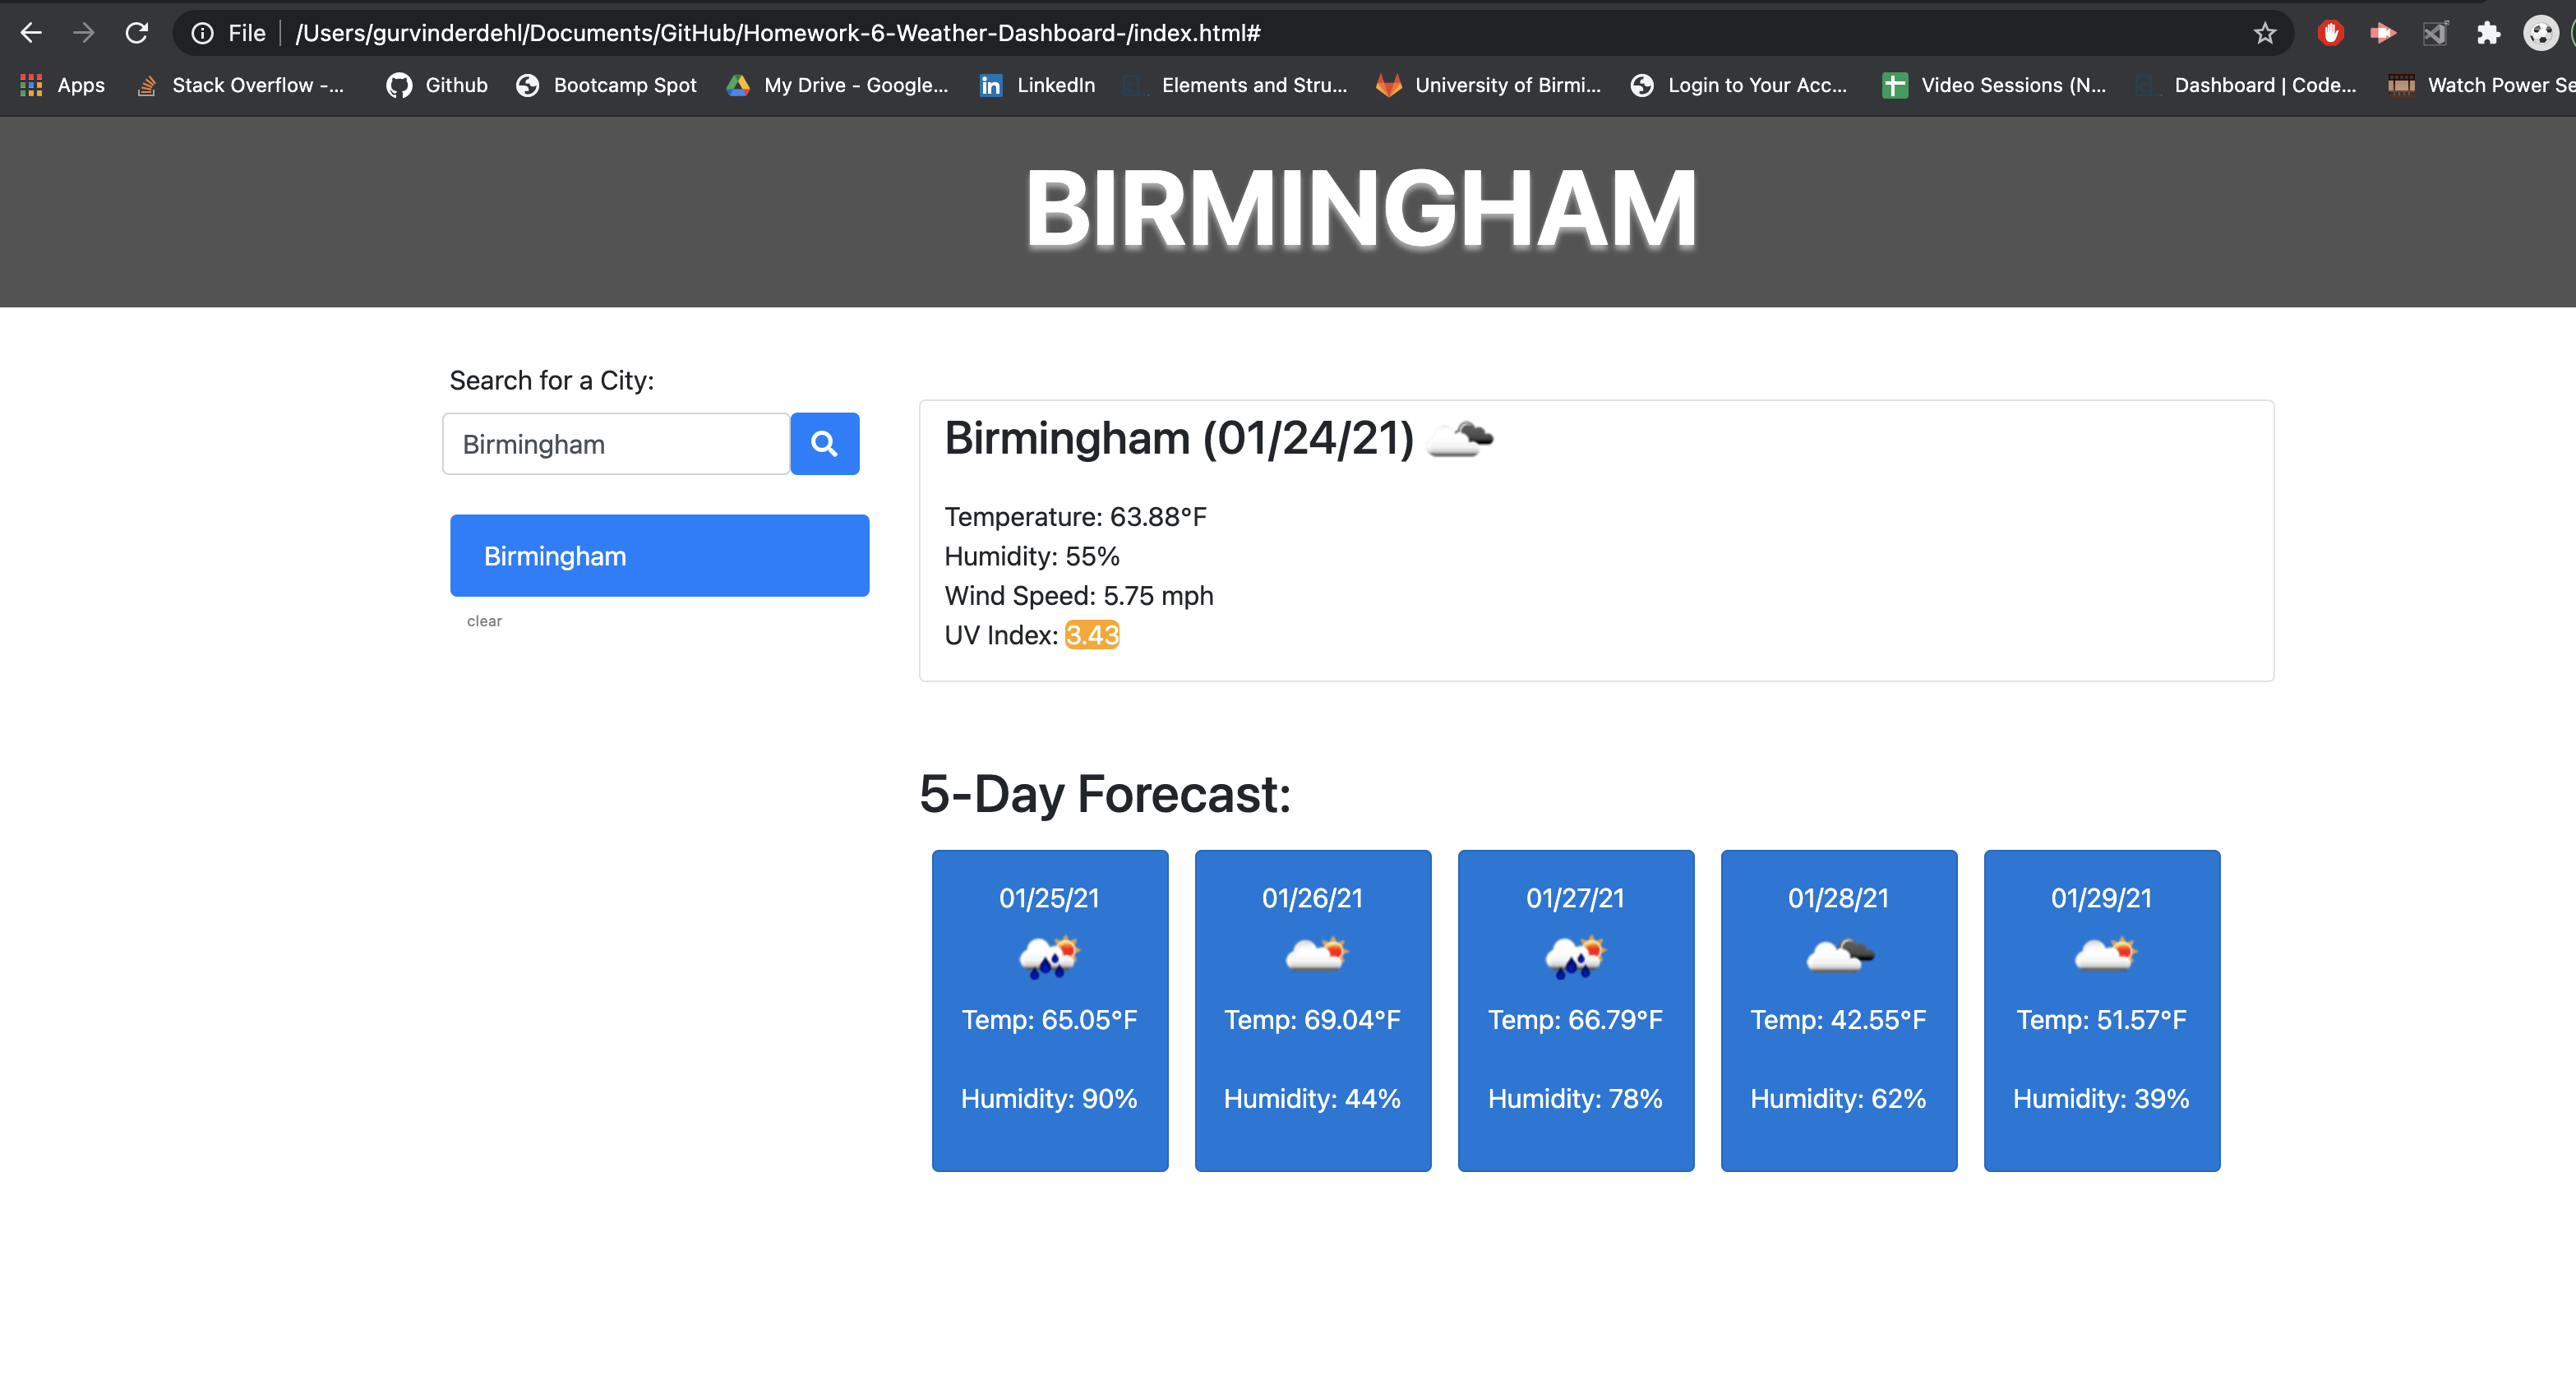 File /Users/gurvinderdehl/Documents/GitHub/Homework-6-Weather-Dashboard-/index.html#
Apps Stack Overflow -... Github Bootcamp Spot My Drive - Google... LinkedIn Elements and Stru... University of Birmi... Login to Your Acc... Video Sessions (N... Dashboard | Code... Watch Power Se
BIRMINGHAM
Search for a City:
Birmingham
Birmingham
clear
Birmingham (01/24/21)
Temperature: 63.88°F
Humidity: 55%
Wind Speed: 5.75 mph
UV Index: 3.43
5-Day Forecast:
01/25/21
Temp: 65.05°F
Humidity: 90%
01/26/21
Temp: 69.04°F
Humidity: 44%
01/27/21
Temp: 66.79°F
Humidity: 78%
01/28/21
Temp: 42.55°F
Humidity: 62%
01/29/21
Temp: 51.57°F
Humidity: 39%